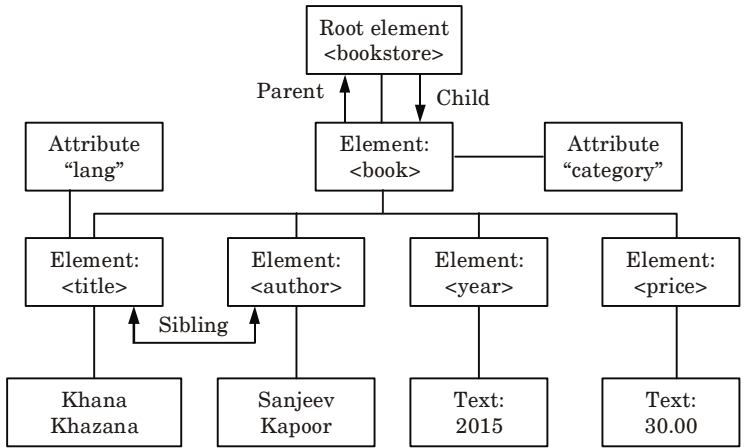 Root element
<bookstore>
Parent
Child
Attribute
“lang”
Element:
<book>
Attribute
“category”
Element:
<title>
Element:
<author>
Element:
<year>
Element:
<price>
Sibling
Khana
Khazana
Sanjeev
Kapoor
Text:
2015
Text:
30.00